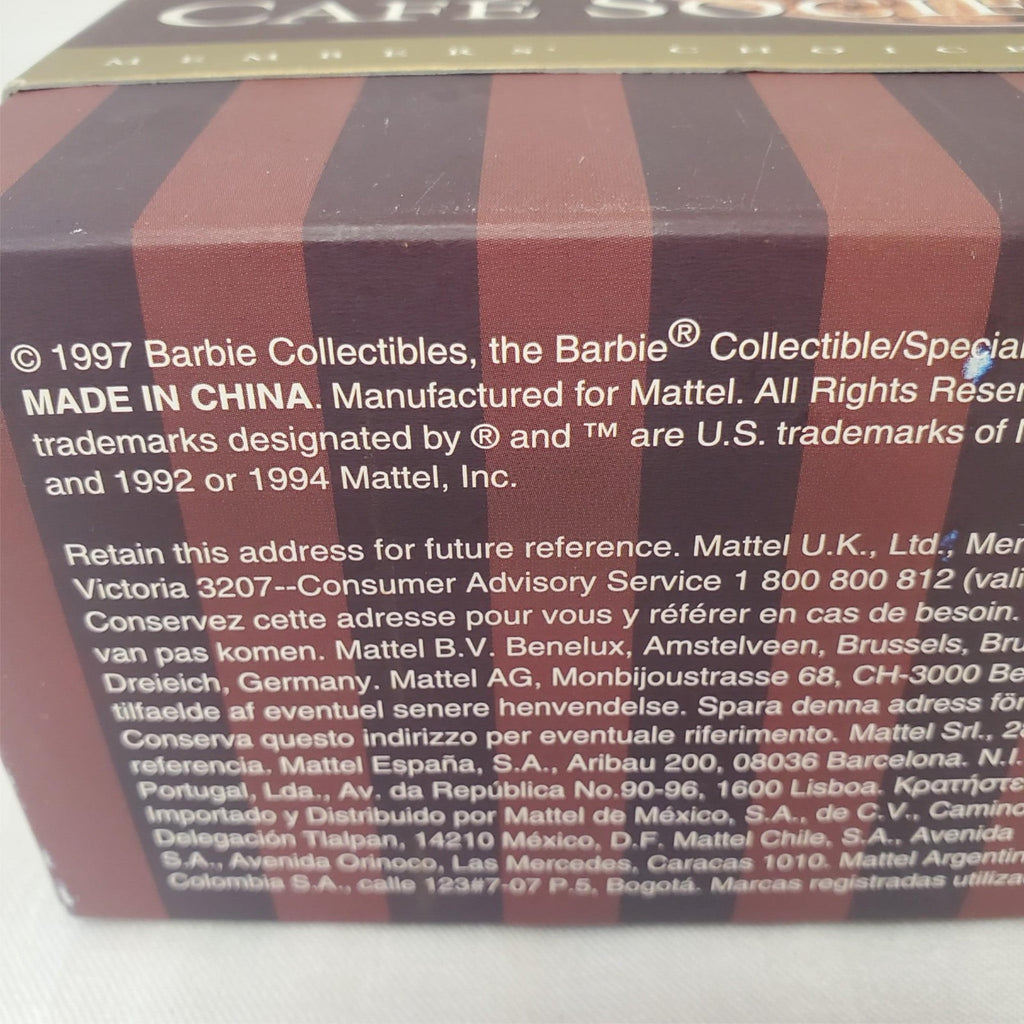 CAFÉ SOCIE
MEMBERS' CHOICE
© 1997 Barbie Collectibles, the Barbie® Collectible/Special
MADE IN CHINA. Manufactured for Mattel. All Rights Reser
trademarks designated by ® and ™ are U.S. trademarks of M
and 1992 or 1994 Mattel, Inc.
Retain this address for future reference. Mattel U.K., Ltd., Mer
Victoria 3207--Consumer Advisory Service 1 800 800 812 (vali
Conservez cette adresse pour vous y référer en cas de besoin.
van pas komen. Mattel B.V. Benelux, Amstelveen, Brussels, Bru
Dreieich, Germany. Mattel AG, Monbijoustrasse 68, CH-3000 Be
tilfaelde af eventuel senere henvendelse. Spara denna adress för
Conserva questo indirizzo per eventuale riferimento. Mattel Srl., 2
referencia. Mattel España, S.A., Aribau 200, 08036 Barcelona. N.I.
Portugal, Lda., Av. da República No.90-96, 1600 Lisboa. Κρατήστε
Importado y Distribuido por Mattel de México, S.A., de C.V., Camino
Delegación Tlalpan, 14210 México, D.F. Mattel Chile, S.A., Avenida
S.A., Avenida Orinoco, Las Mercedes, Caracas 1010. Mattel Argentin
Colombia S.A., calle 123#7-07 P.5, Bogotá. Marcas registradas utiliza